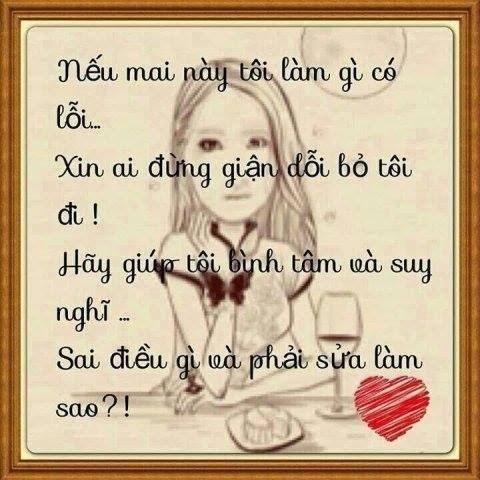 Nếu mai này tôi làm gì có
lỗi...
Xin ai đừng giận dỗi bỏ tôi
đi !
Hãy giúp tôi bình tâm và suy
nghĩ ...
Sai điều gì và phải sửa làm
sao?!